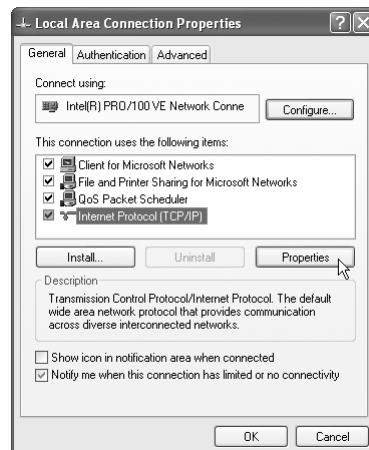 Local Area Connection Properties
General Authentication Advanced
Connect using:
Intel(R) PRO/100 VE Network Conne Configure...
This connection uses the following items:
Client for Microsoft Networks
File and Printer Sharing for Microsoft Networks
QoS Packet Scheduler
Internet Protocol (TCP/IP)
Install... Uninstall Properties
Description
Transmission Control Protocol/Internet Protocol. The default
wide area network protocol that provides communication
across diverse interconnected networks.
Show icon in notification area when connected
Notify me when this connection has limited or no connectivity
OK Cancel